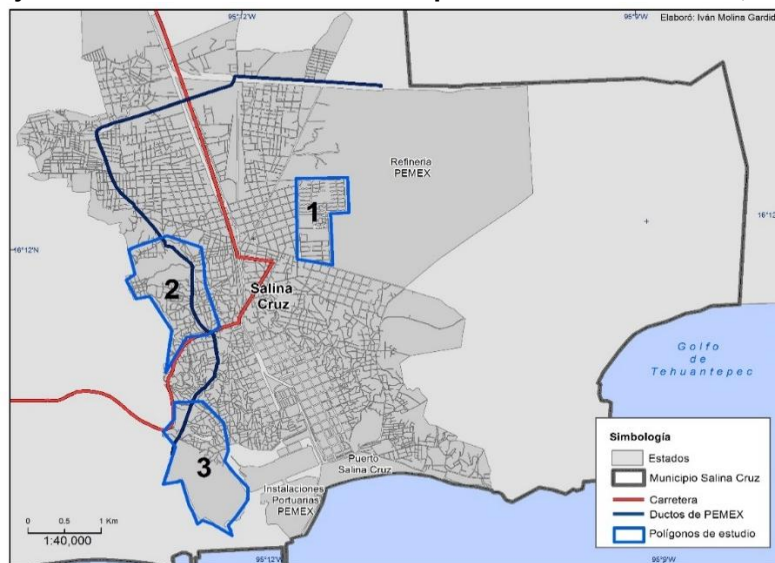 95°12'W
95°9'W
Elaboró: Iván Molina Gardid
Refinería
PEMEX
1
16°12'N
16°12'N
2
Salina
Cruz
Golfo
de
Tehuantepec
3
Puerto
Salina Cruz
Instalaciones
Portuarias
PEMEX
Simbología
Estados
Municipio Salina Cruz
Carretera
Ductos de PEMEX
Polígonos de estudio
0 0.5 1 Km
1:40,000
95°12'W
95°9'W